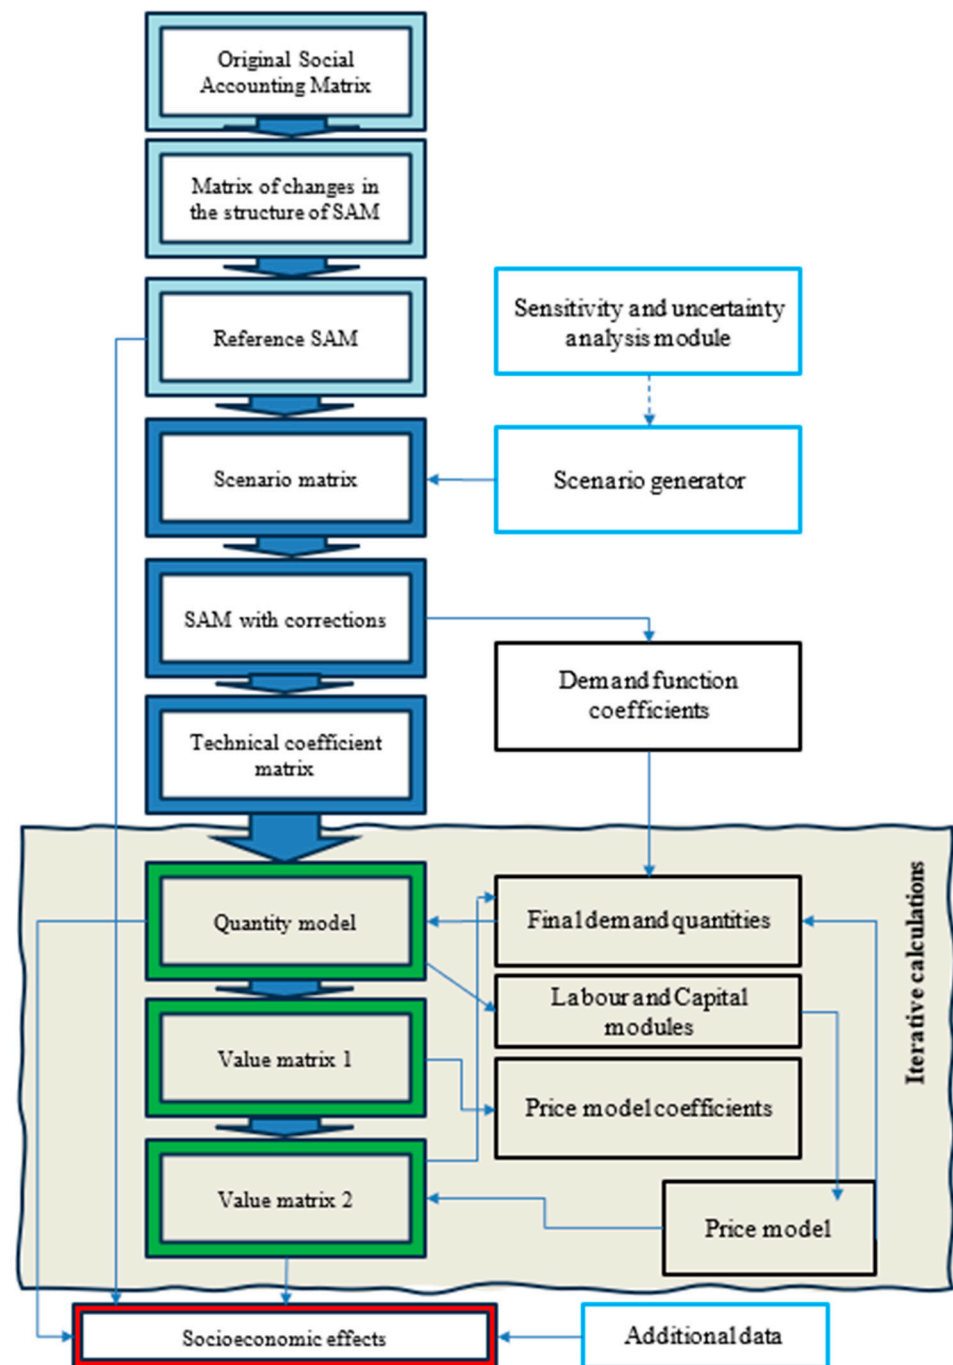 Original Social
Accounting Matrix
Matrix of changes in
the structure of SAM
Reference SAM
Sensitivity and uncertainty
analysis module
Scenario matrix
Scenario generator
SAM with corrections
Demand function
coefficients
Technical coefficient
matrix
Quantity model
Final demand quantities
Labour and Capital
modules
Iterative calculations
Value matrix 1
Price model coefficients
Value matrix 2
Price model
Socioeconomic effects
Additional data